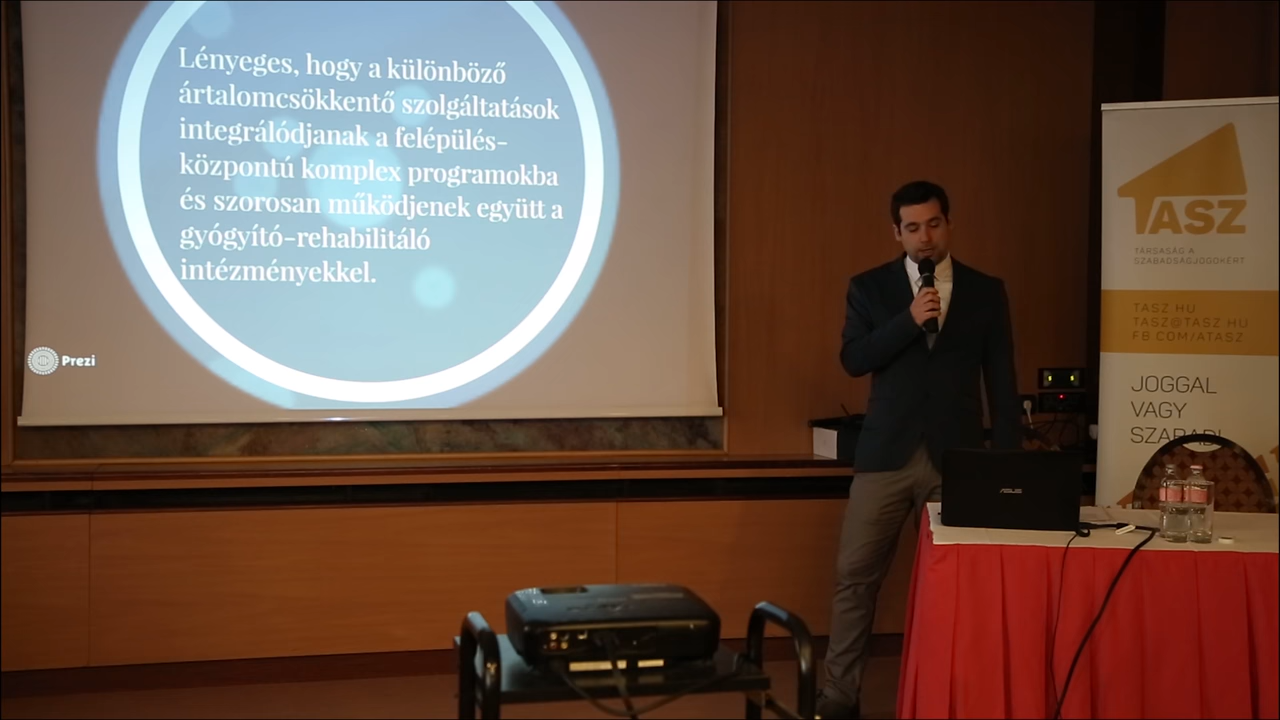 Lényeges, hogy a különböző
ártalomcsökkentő szolgáltatások
integrálódjanak a felépülés-
központú komplex programokba
és szorosan működjenek együtt a
gyógyító-rehabilitáló
intézményekkel.
Prezi
TASZ
TÁRSASÁG A
SZABADSÁGJOGOKÉRT
TASZ.HU
TASZ@TASZ.HU
FB.COM/ATASZ
JOGGAL
VAGY
SZABAD!
ASUS